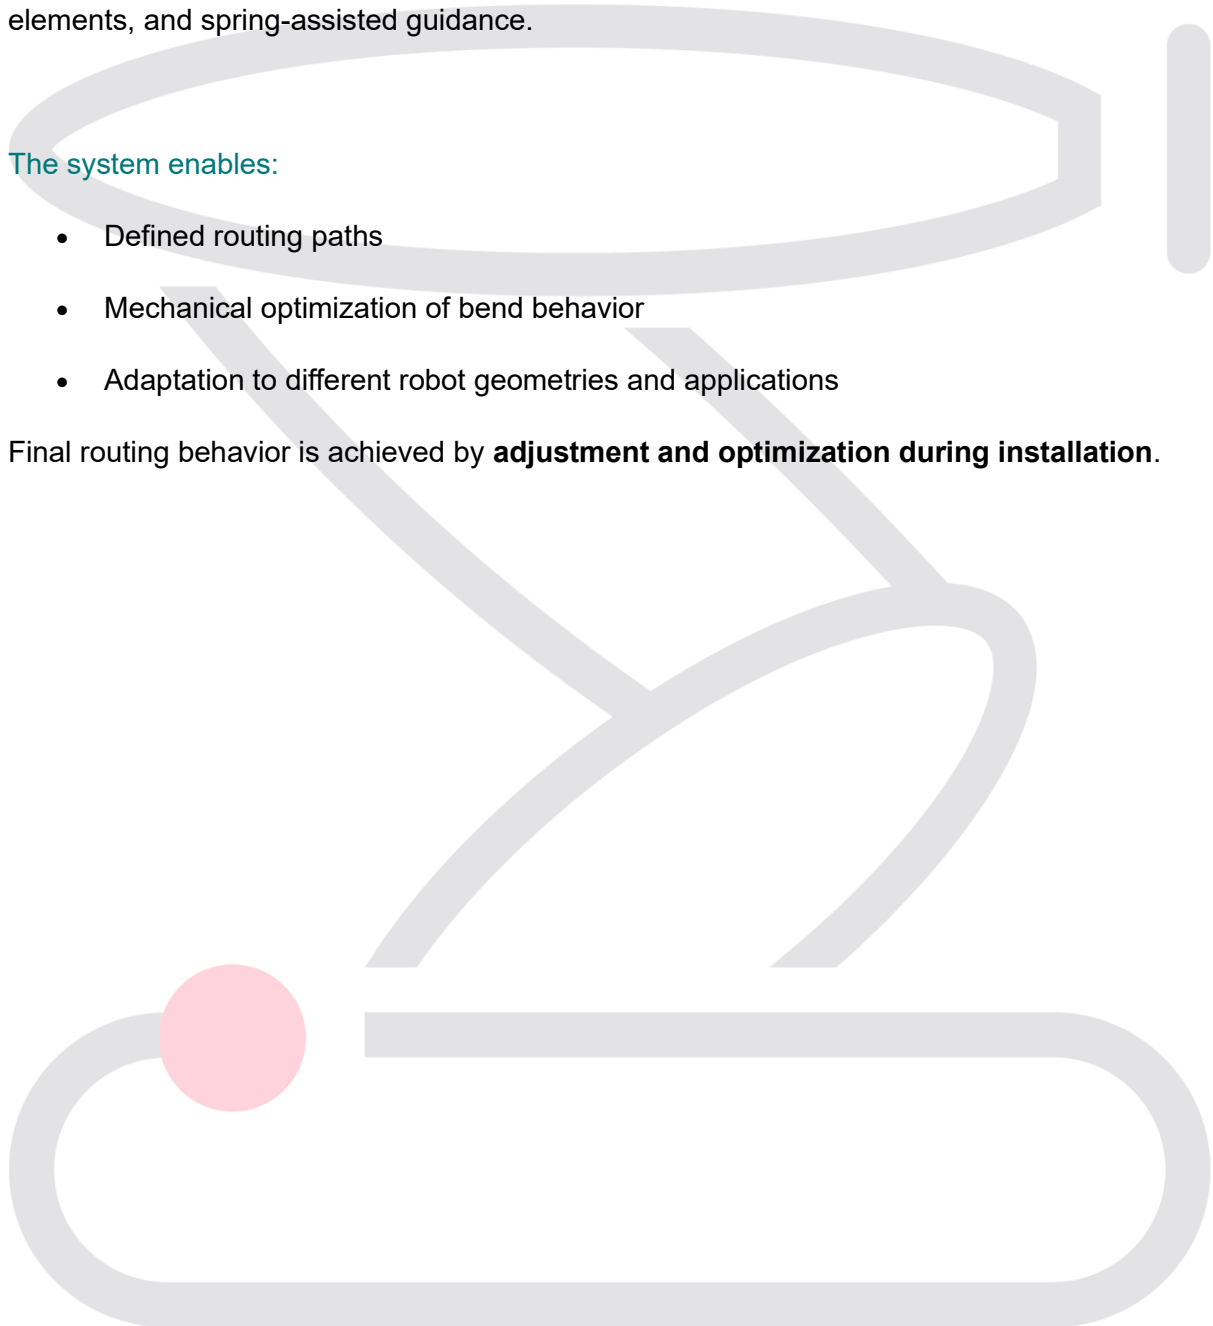 elements, and spring-assisted guidance.
The system enables:
• Defined routing paths
• Mechanical optimization of bend behavior
• Adaptation to different robot geometries and applications
Final routing behavior is achieved by adjustment and optimization during installation.